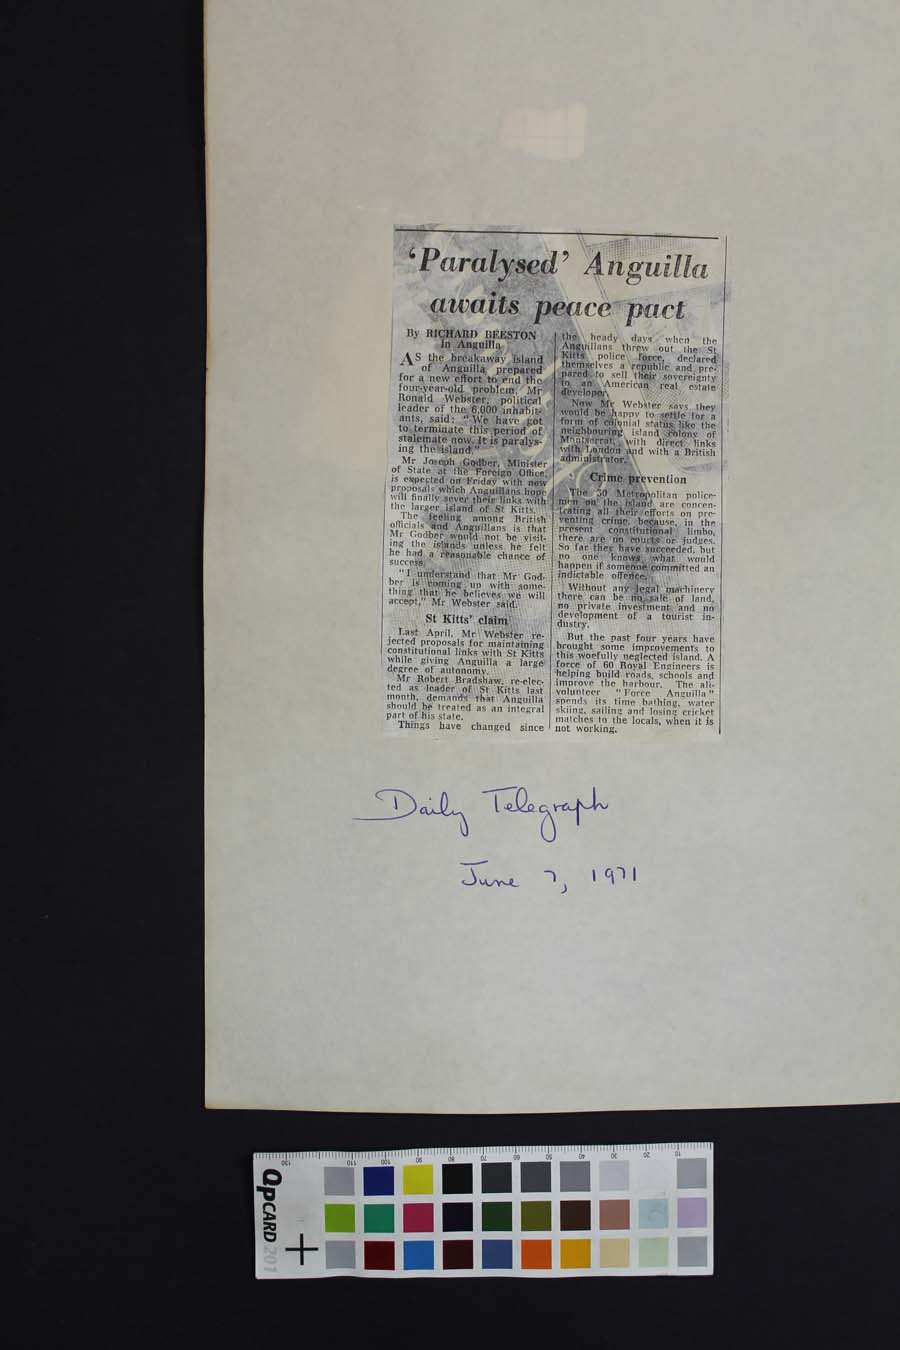 ‘Paralysed’ Anguilla
awaits peace pact
By RICHARD BEESTON
in Anguilla
AS the breakaway island
of Anguilla prepared
for a new effort to end the
four-year-old problem, Mr
Ronald Webster, political
leader of the 6,000 inhabit-
ants, said: “We have got
to terminate this period of
stalemate now. It is paralys-
ing the island.”
Mr Joseph Godber, Minister
of State at the Foreign Office,
is expected on Friday with new
proposals which Anguillans hope
will finally sever their links with
the larger island of St Kitts.
The feeling among British
officials and Anguillans is that
Mr Godber would not be visit-
ing the islands unless he felt
he had a reasonable chance of
success.
“I understand that Mr God-
ber is coming up with some-
thing that he believes we will
accept,” Mr Webster said.
St Kitts’ claim
Last April, Mr Webster re-
jected proposals for maintaining
constitutional links with St Kitts
while giving Anguilla a large
degree of autonomy.
Mr Robert Bradshaw, re-elec-
ted as leader of St Kitts last
month, demands that Anguilla
should be treated as an integral
part of his state.
Things have changed since
the heady days when the
Anguillans threw out the St
Kitts police force, declared
themselves a republic and pre-
pared to sell their sovereignty
to an American real estate
developer.
Now Mr Webster says they
would be happy to settle for a
form of colonial status like the
neighbouring island colony of
Montserrat, with direct links
with London and with a British
administrator.
Crime prevention
The 50 Metropolitan police-
men on the island are concen-
trating all their efforts on pre-
venting crime, because, in the
present constitutional limbo,
there are no courts or judges.
So far they have succeeded, but
no one knows what would
happen if someone committed an
indictable offence.
Without any legal machinery
there can be no sale of land,
no private investment and no
development of a tourist in-
dustry.
But the past four years have
brought some improvements to
this woefully neglected island. A
force of 60 Royal Engineers is
helping build roads, schools and
improve the harbour. The all-
volunteer “Force Anguilla”
spends its time bathing, water
skiing, sailing and losing cricket
matches to the locals, when it is
not working.
Daily Telegraph
June 7, 1971
130 110 100 90 80 70 60 50 40 30 20 10
QPCARD 201